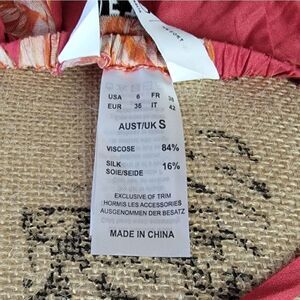 USA 6 FR 38
EUR 36 IT 42
AUST/UK S
VISCOSE 84%
SILK 16%
SOIE/SEIDE
EXCLUSIVE OF TRIM
HORMIS LES ACCESSORIES
AUSGENOMMEN DER BESATZ
MADE IN CHINA